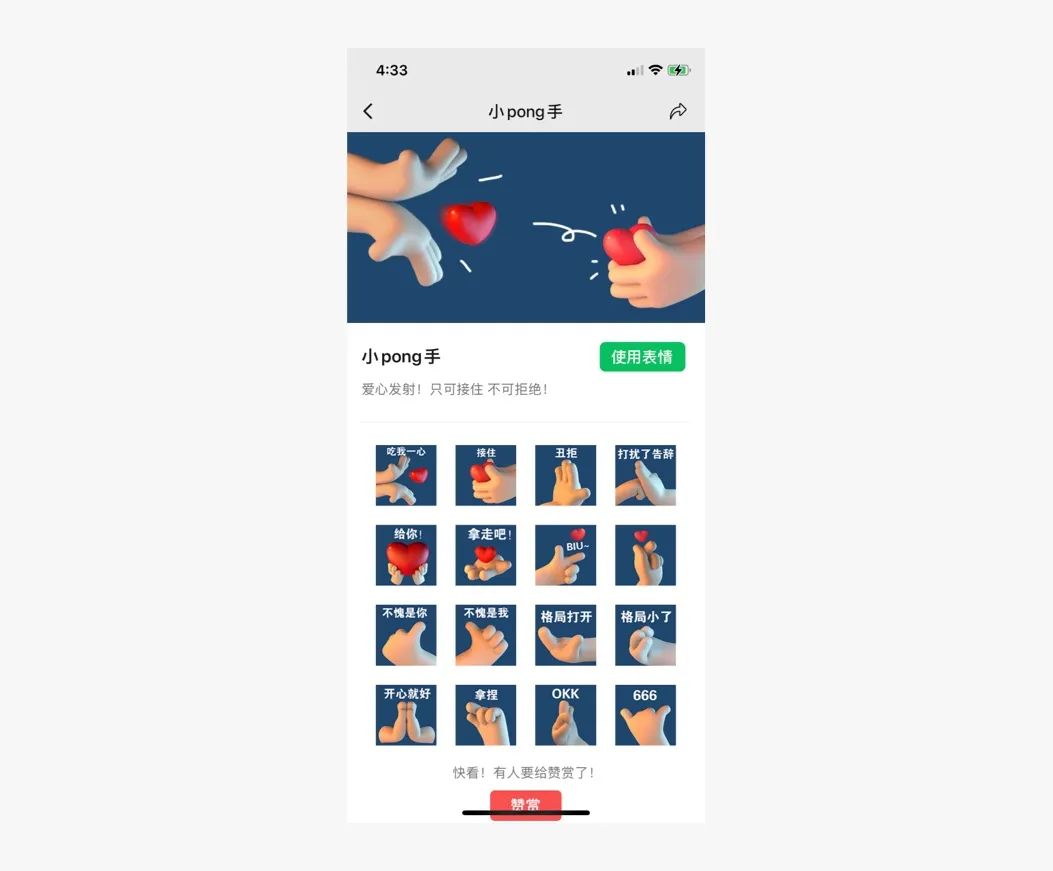 4:33
小pong手
小pong手
使用表情
爱心发射！只可接住 不可拒绝！
吃我一心
接住
丑拒
打扰了告辞
给你！
拿走吧！
BIU~
不愧是你
不愧是我
格局打开
格局小了
开心就好
拿捏
OKK
666
快看！有人要给赞赏了！
赞赏